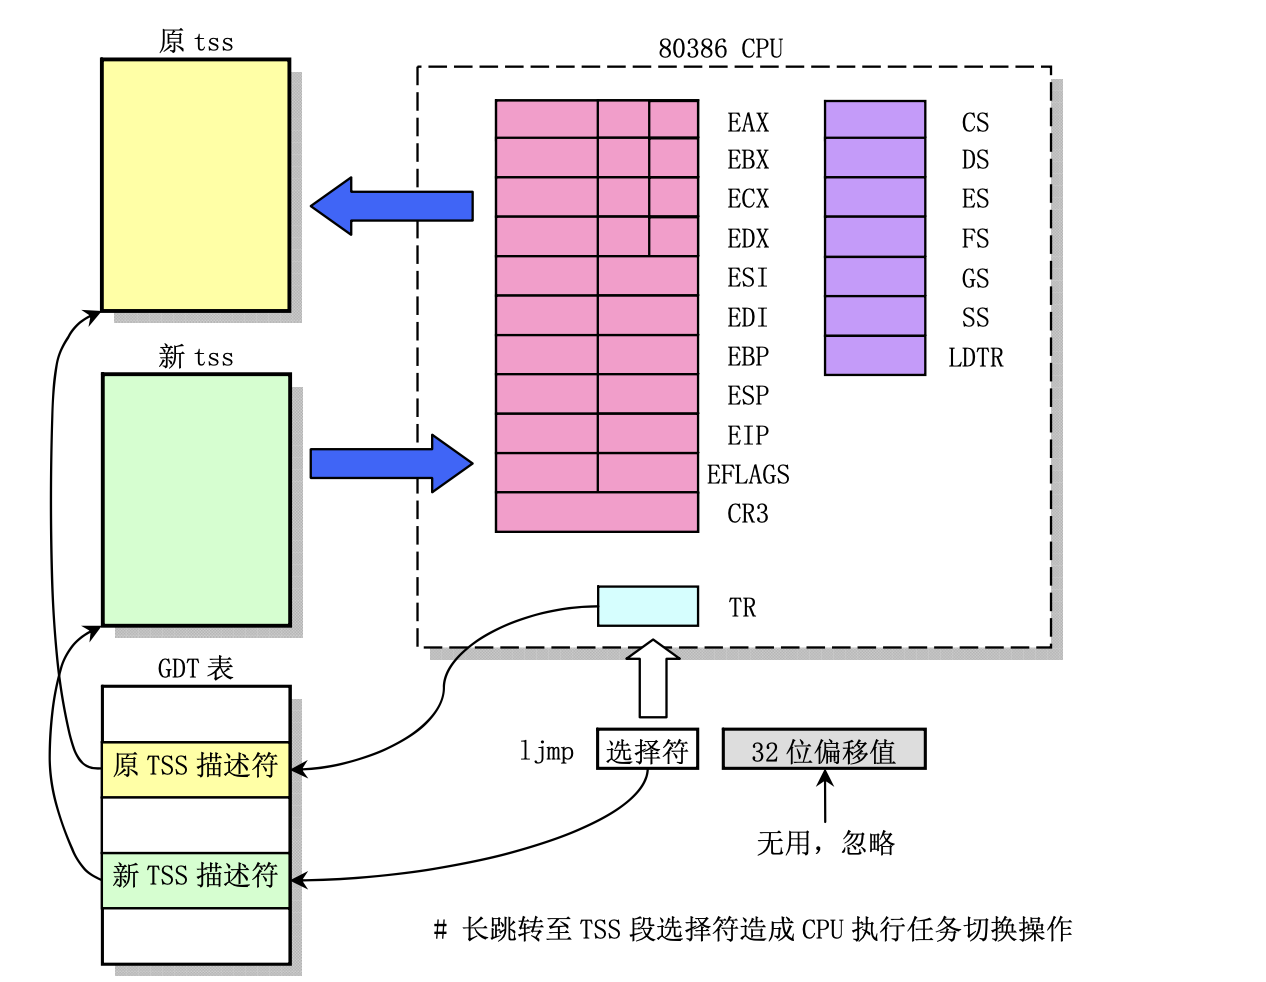 原 tss
80386 CPU
EAX
EBX
ECX
EDX
ESI
EDI
EBP
ESP
EIP
EFLAGS
CR3
CS
DS
ES
FS
GS
SS
LDTR
新 tss
TR
GDT 表
原 TSS 描述符
新 TSS 描述符
ljmp 选择符 32 位偏移值
无用，忽略
# 长跳转至 TSS 段选择符造成 CPU 执行任务切换操作